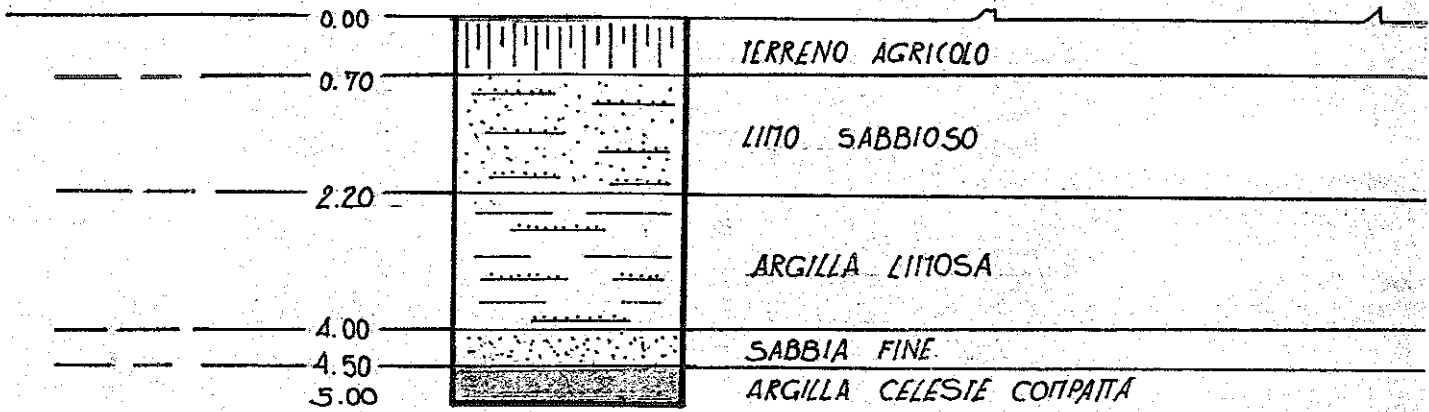 0.00
TERRENO AGRICOLO
0.70
LIMO SABBIOSO
2.20
ARGILLA LIMOSA
4.00
SABBIA FINE
4.50
ARGILLA CELESTE COMPATTA
5.00